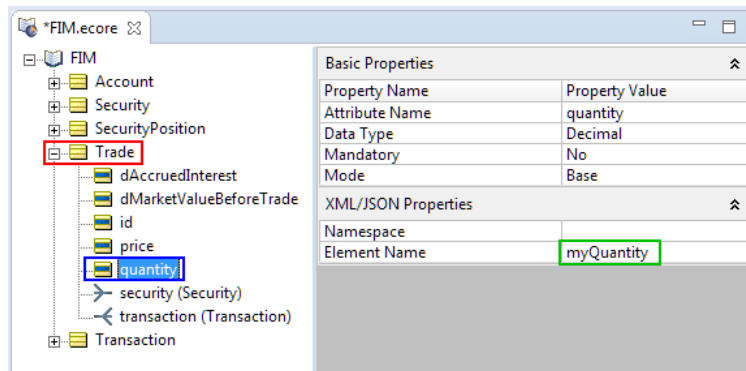 *FIM.ecore
FIM
Account
Security
SecurityPosition
Trade
dAccruedInterest
dMarketValueBeforeTrade
id
price
quantity
security (Security)
transaction (Transaction)
Transaction
Basic Properties
Property Name Property Value
Attribute Name quantity
Data Type Decimal
Mandatory No
Mode Base
XML/JSON Properties
Namespace
Element Name myQuantity